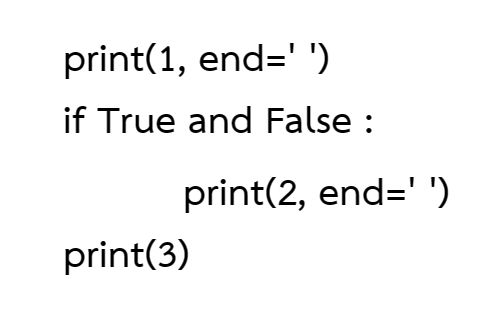 print(1, end=' ')
if True and False :
print(2, end=' ')
print(3)